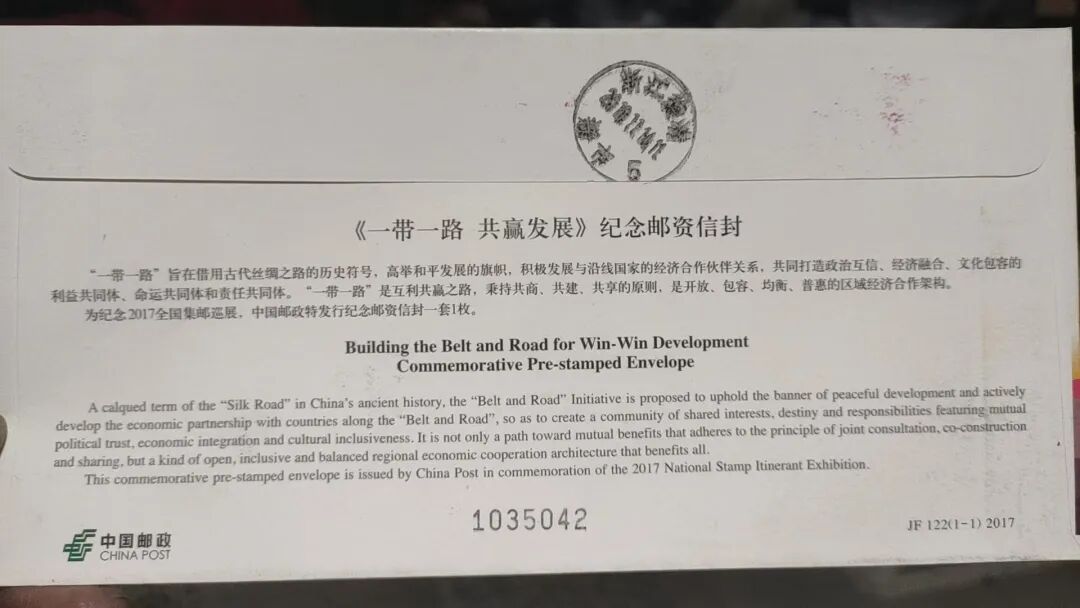 5
《一带一路 共赢发展》纪念邮资信封
“一带一路”旨在借用古代丝绸之路的历史符号，高举和平发展的旗帜，积极发展与沿线国家的经济合作伙伴关系，共同打造政治互信、经济融合、文化包容的
利益共同体、命运共同体和责任共同体。“一带一路”是互利共赢之路，秉持共商、共建、共享的原则，是开放、包容、均衡、普惠的区域经济合作架构。
为纪念2017全国集邮巡展，中国邮政特发行纪念邮资信封一套1枚。
Building the Belt and Road for Win-Win Development
Commemorative Pre-stamped Envelope
A calqued term of the “Silk Road” in China’s ancient history, the “Belt and Road” Initiative is proposed to uphold the banner of peaceful development and actively
develop the economic partnership with countries along the “Belt and Road”, so as to create a community of shared interests, destiny and responsibilities featuring mutual
political trust, economic integration and cultural inclusiveness. It is not only a path toward mutual benefits that adheres to the principle of joint consultation, co-construction
and sharing, but a kind of open, inclusive and balanced regional economic cooperation architecture that benefits all.
This commemorative pre-stamped envelope is issued by China Post in commemoration of the 2017 National Stamp Itinerant Exhibition.
中国邮政
CHINA POST
1035042
JF 122(1-1) 2017